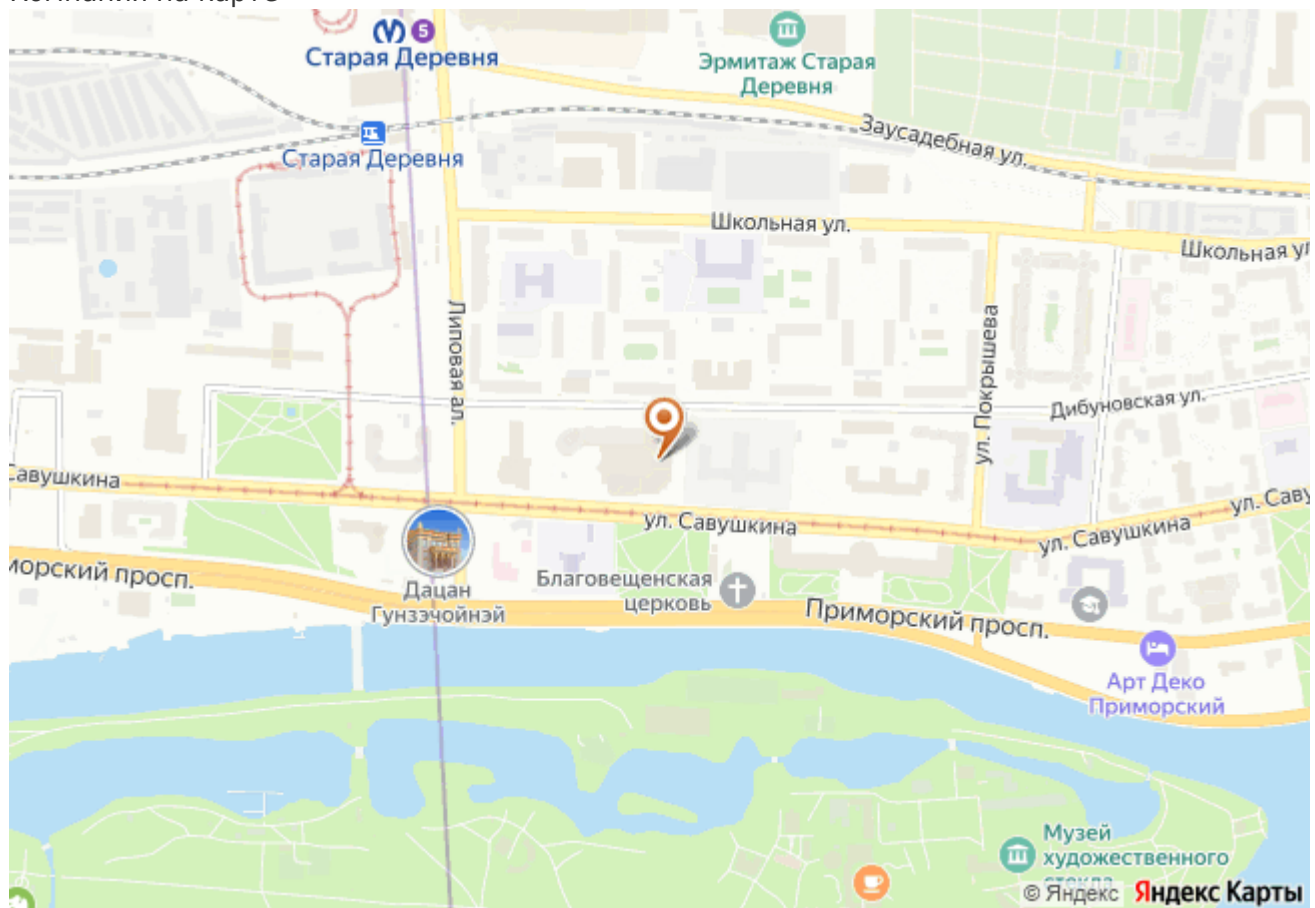 5
Старая Деревня
Эрмитаж Старая
Деревня
Заусадебная ул.
Старая Деревня
Школьная ул.
Школьная ул
Липовая ал.
ул. Покрышева
Дибуновская ул.
Савушкина
ул. Савушкина
ул. Савушкина
ул. Саву
морский просп.
Дацан
Гунзэчойнэй
Благовещенская
церковь
Приморский просп.
Арт Деко
Приморский
Музей
художественного
стекла
© Яндекс Яндекс Карты